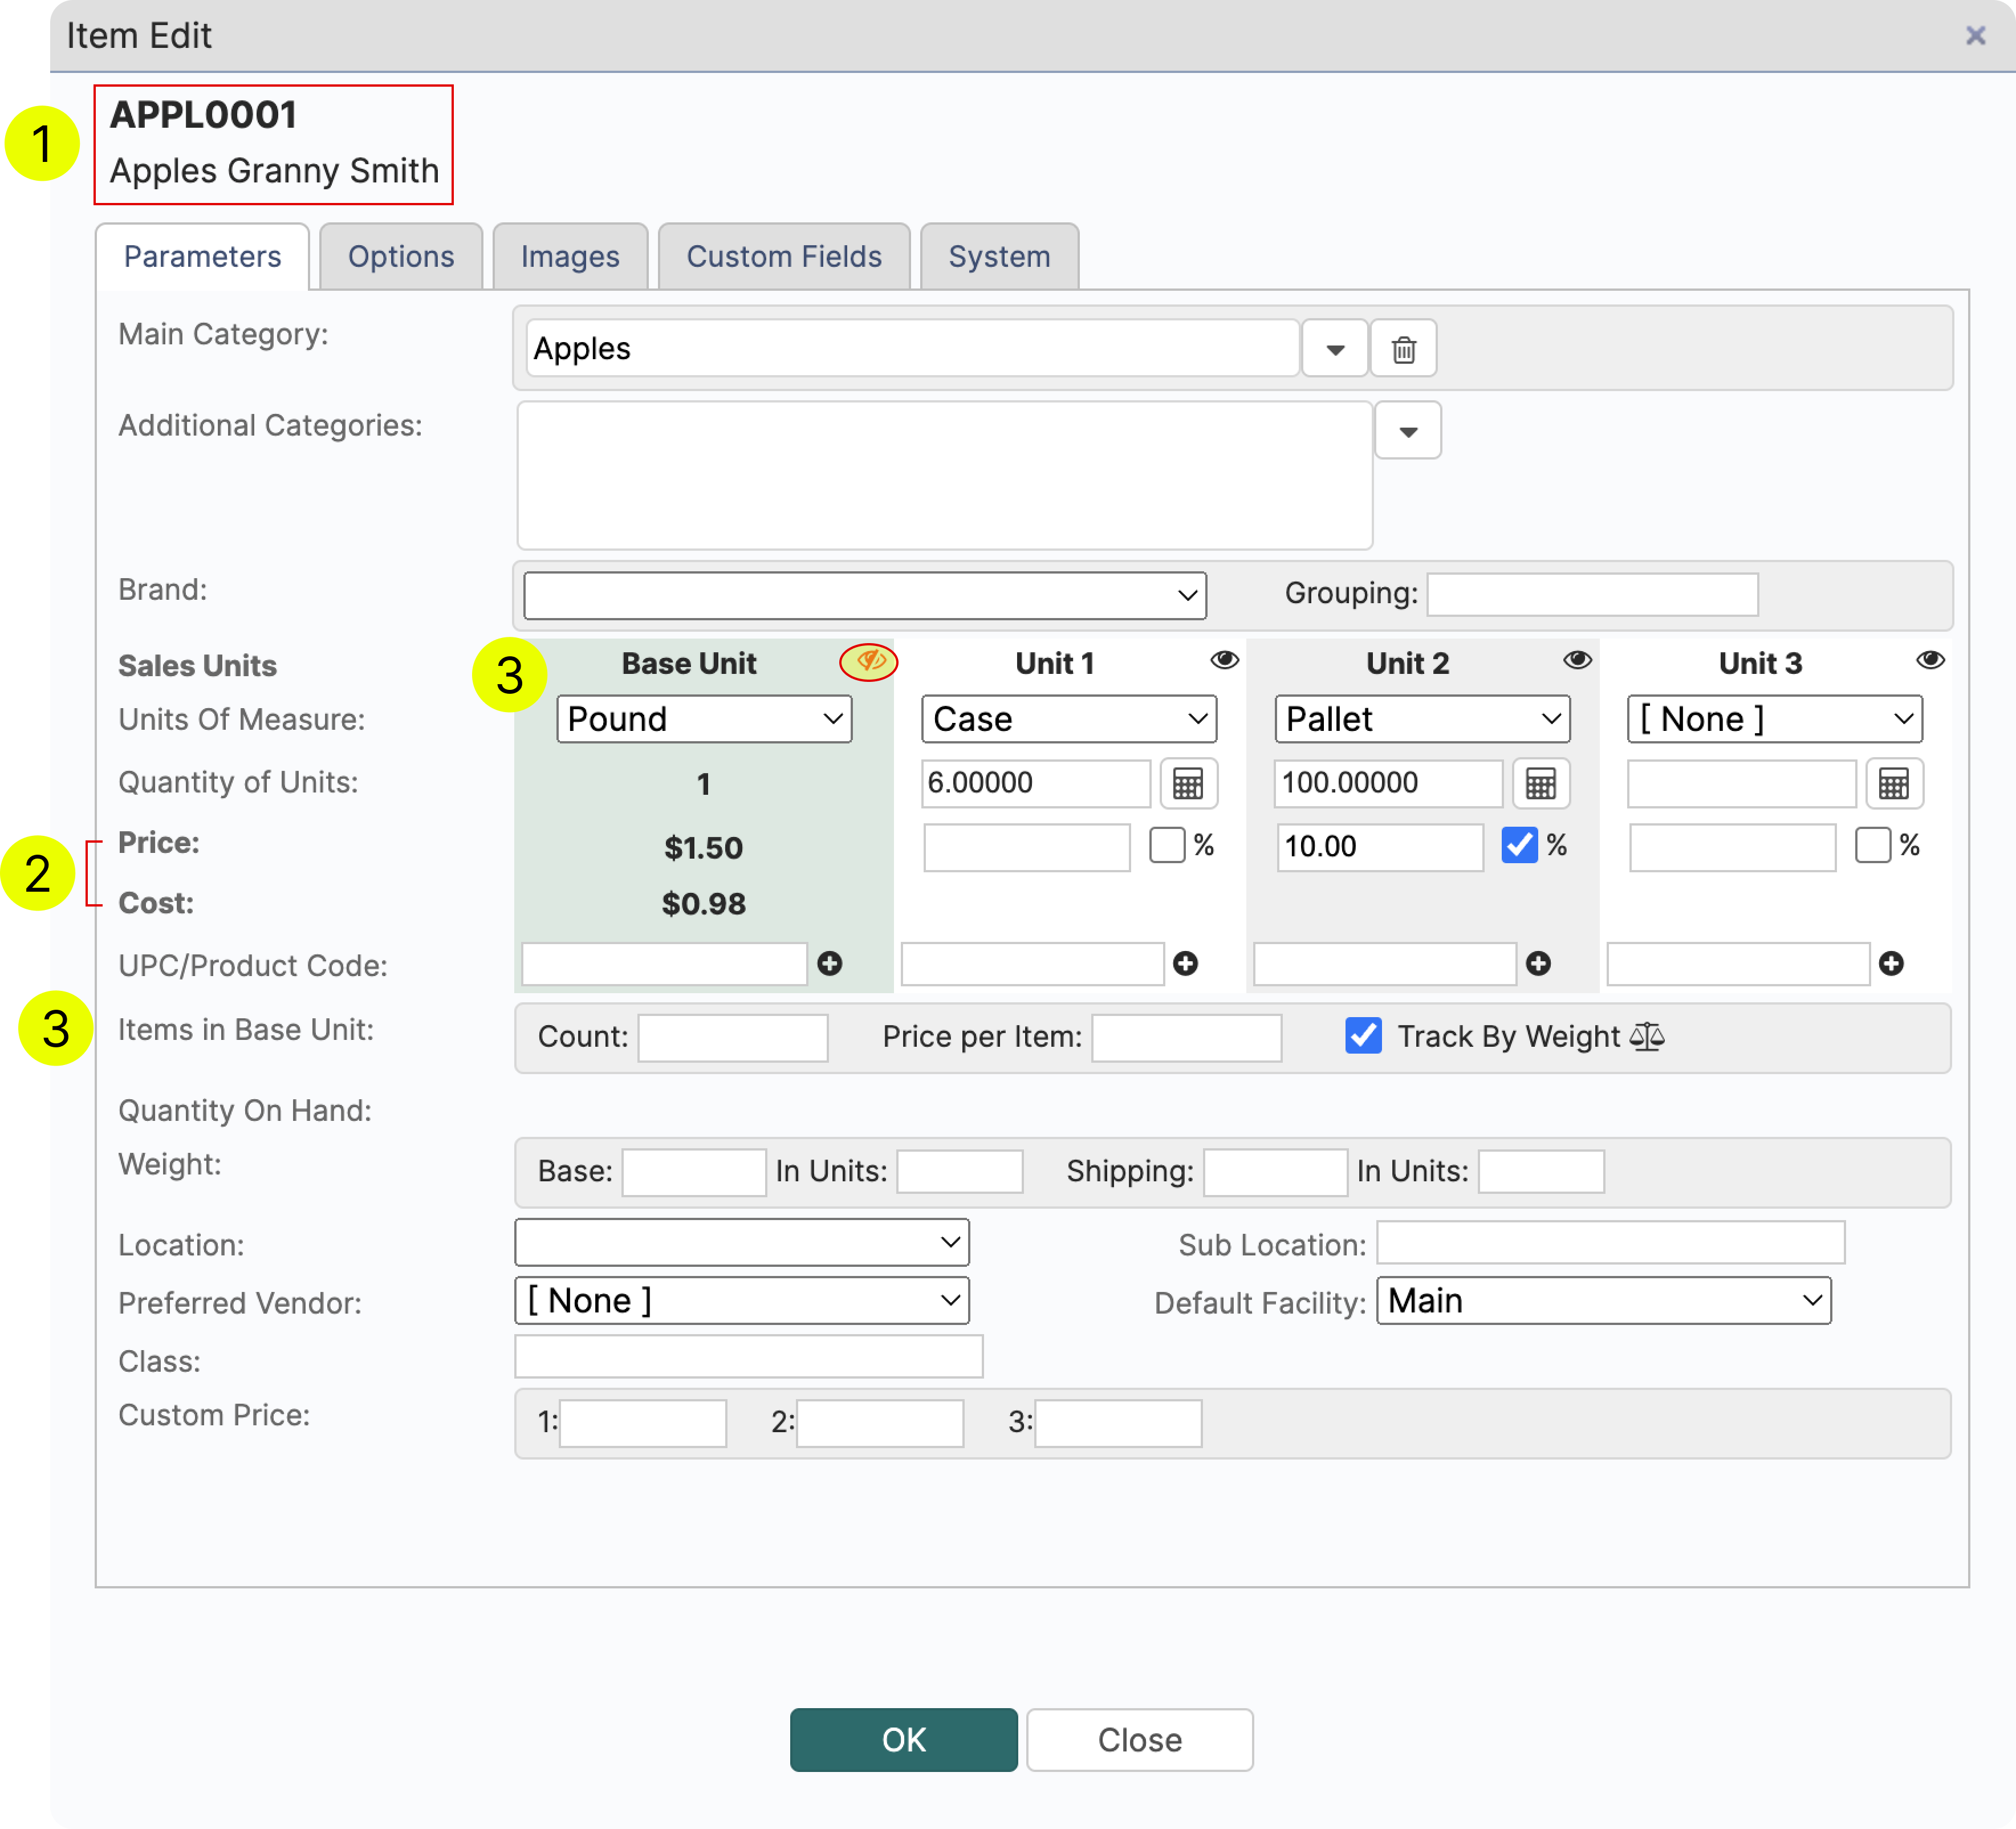 Item Edit
1
APPL0001
Apples Granny Smith
Parameters Options Images Custom Fields System
Main Category: Apples
Additional Categories:
Brand: Grouping:
3
Sales Units Base Unit Unit 1 Unit 2 Unit 3
Units Of Measure: Pound Case Pallet [ None ]
Quantity of Units: 1 6.00000 100.00000
2
Price: $1.50 % 10.00 % %
Cost: $0.98
UPC/Product Code:
3
Items in Base Unit: Count: Price per Item: Track By Weight
Quantity On Hand:
Weight: Base: In Units: Shipping: In Units:
Location: Sub Location:
Preferred Vendor: [ None ] Default Facility: Main
Class:
Custom Price: 1: 2: 3:
OK Close